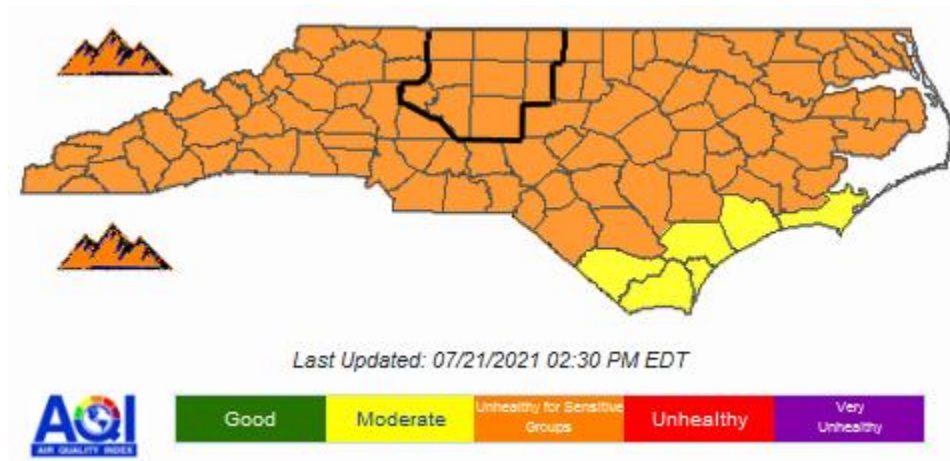 Last Updated: 07/21/2021 02:30 PM EDT
AQI
AIR QUALITY INDEX
Good
Moderate
Unhealthy for Sensitive
Groups
Unhealthy
Very
Unhealthy